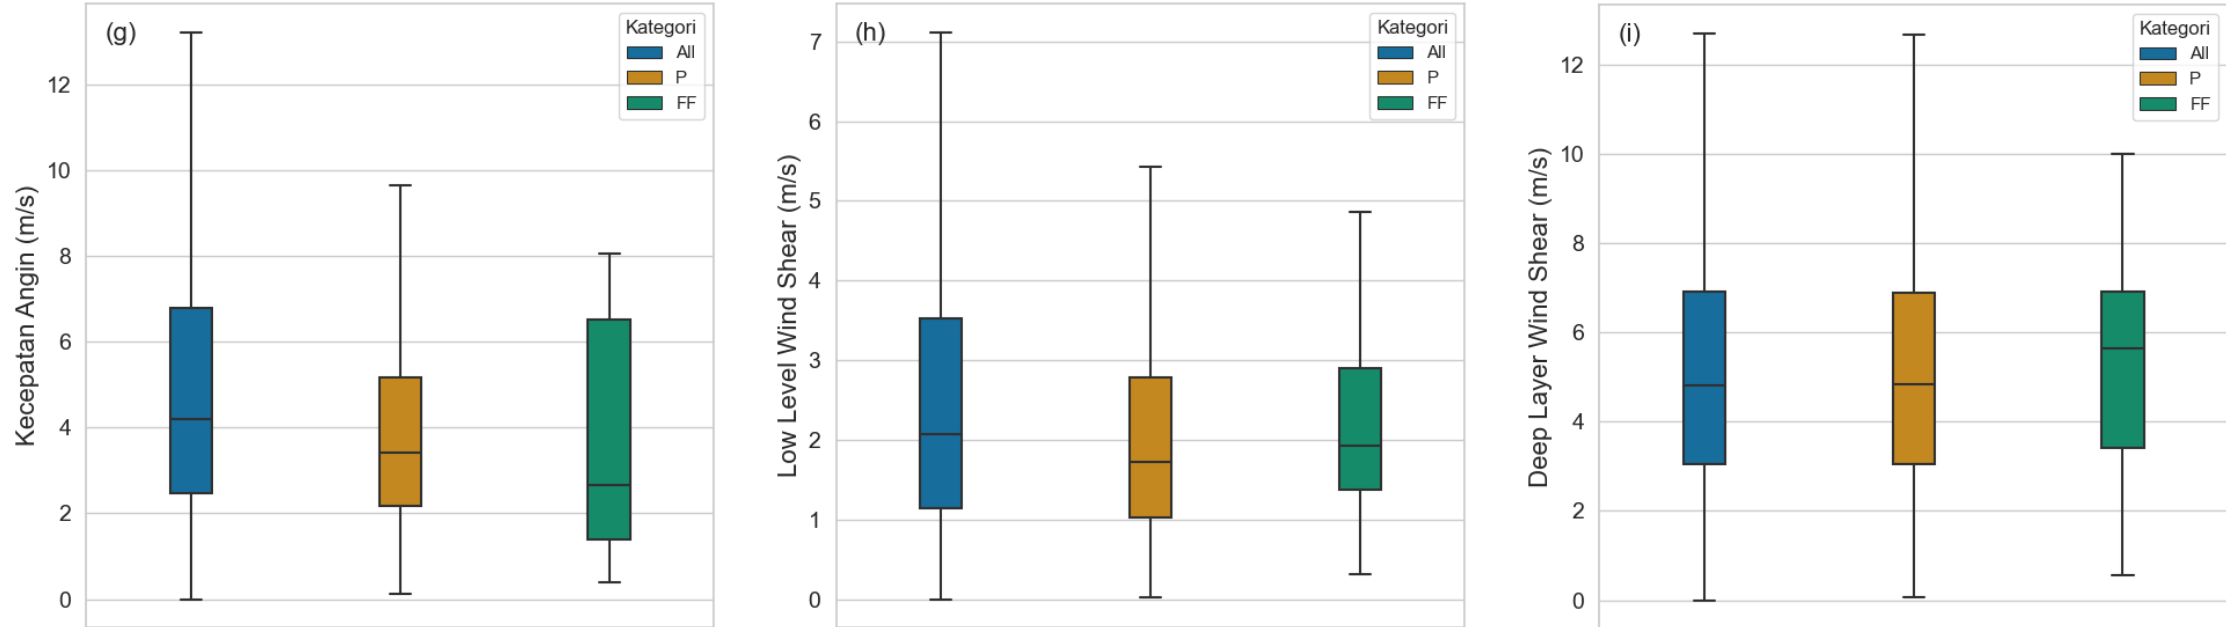 (g)
Kategori
All
P
FF
12
10
8
6
4
2
0
Kecepatan Angin (m/s)
(h)
Kategori
All
P
FF
7
6
5
4
3
2
1
0
Low Level Wind Shear (m/s)
(i)
Kategori
All
P
FF
12
10
8
6
4
2
0
Deep Layer Wind Shear (m/s)